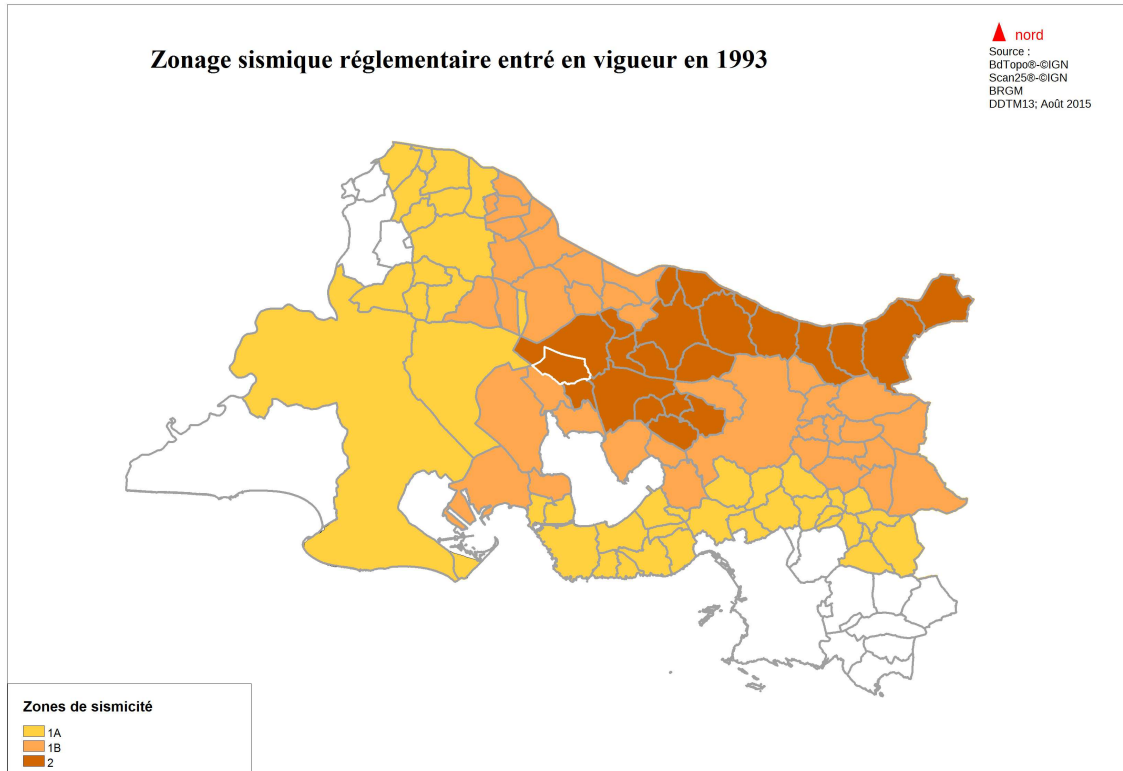 Zonage sismique réglementaire entré en vigueur en 1993
nord
Source :
BdTopo®-©IGN
Scan25®-©IGN
BRGM
DDTM13; Août 2015
Zones de sismicité
1A
1B
2